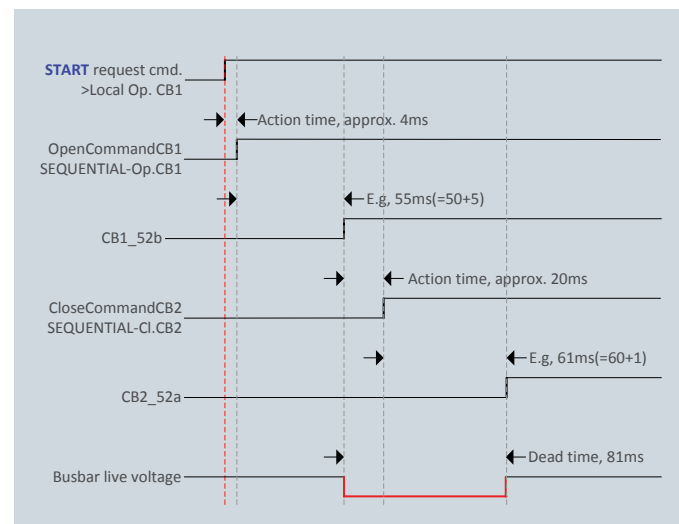 START request cmd.
>Local Op. CB1
Action time, approx. 4ms
OpenCommandCB1
SEQUENTIAL-Op.CB1
E.g, 55ms(=50+5)
CB1_52b
Action time, approx. 20ms
CloseCommandCB2
SEQUENTIAL-Cl.CB2
E.g, 61ms(=60+1)
CB2_52a
Dead time, 81ms
Busbar live voltage